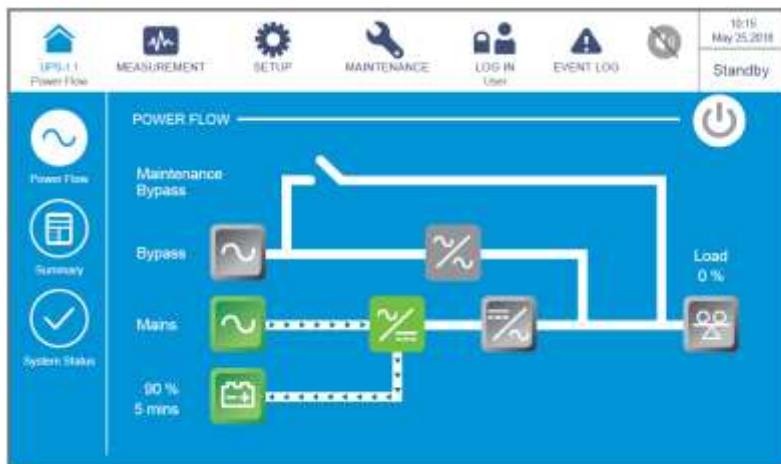 10:15
May 25,2018
UPS-1.1
Power Flow
MEASUREMENT
SETUP
MAINTENANCE
LOG IN
User
EVENT LOG
Standby
POWER FLOW
Power Flow
Maintenance
Bypass
Bypass
Summary
Load
0 %
Mains
System Status
90 %
5 mins